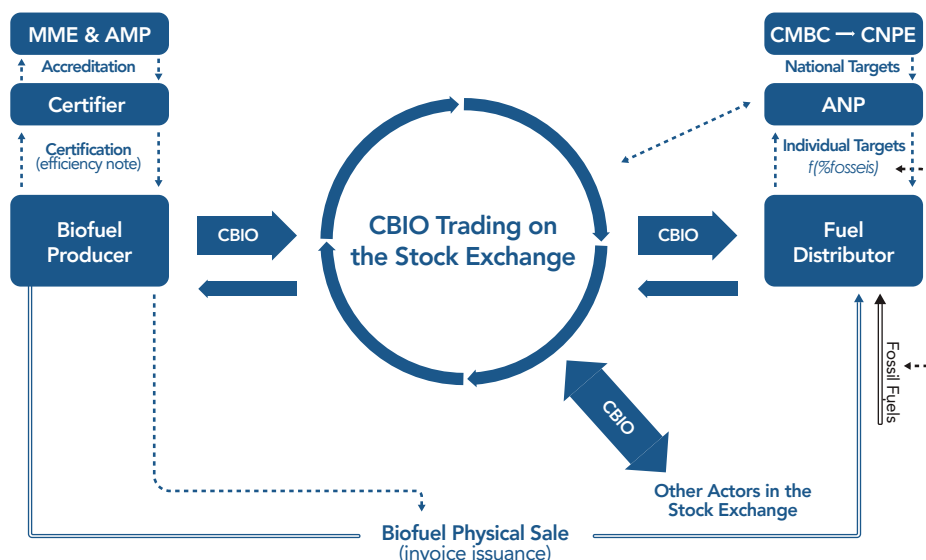 MME & AMP
CMBC → CNPE
Accreditation
National Targets
Certifier
ANP
Certification
(efficiency note)
Individual Targets
f(%fosseis)
Biofuel
Producer
CBIO
CBIO Trading on
the Stock Exchange
CBIO
Fuel
Distributor
Fossil Fuels
CBIO
Other Actors in the
Stock Exchange
Biofuel Physical Sale
(invoice issuance)